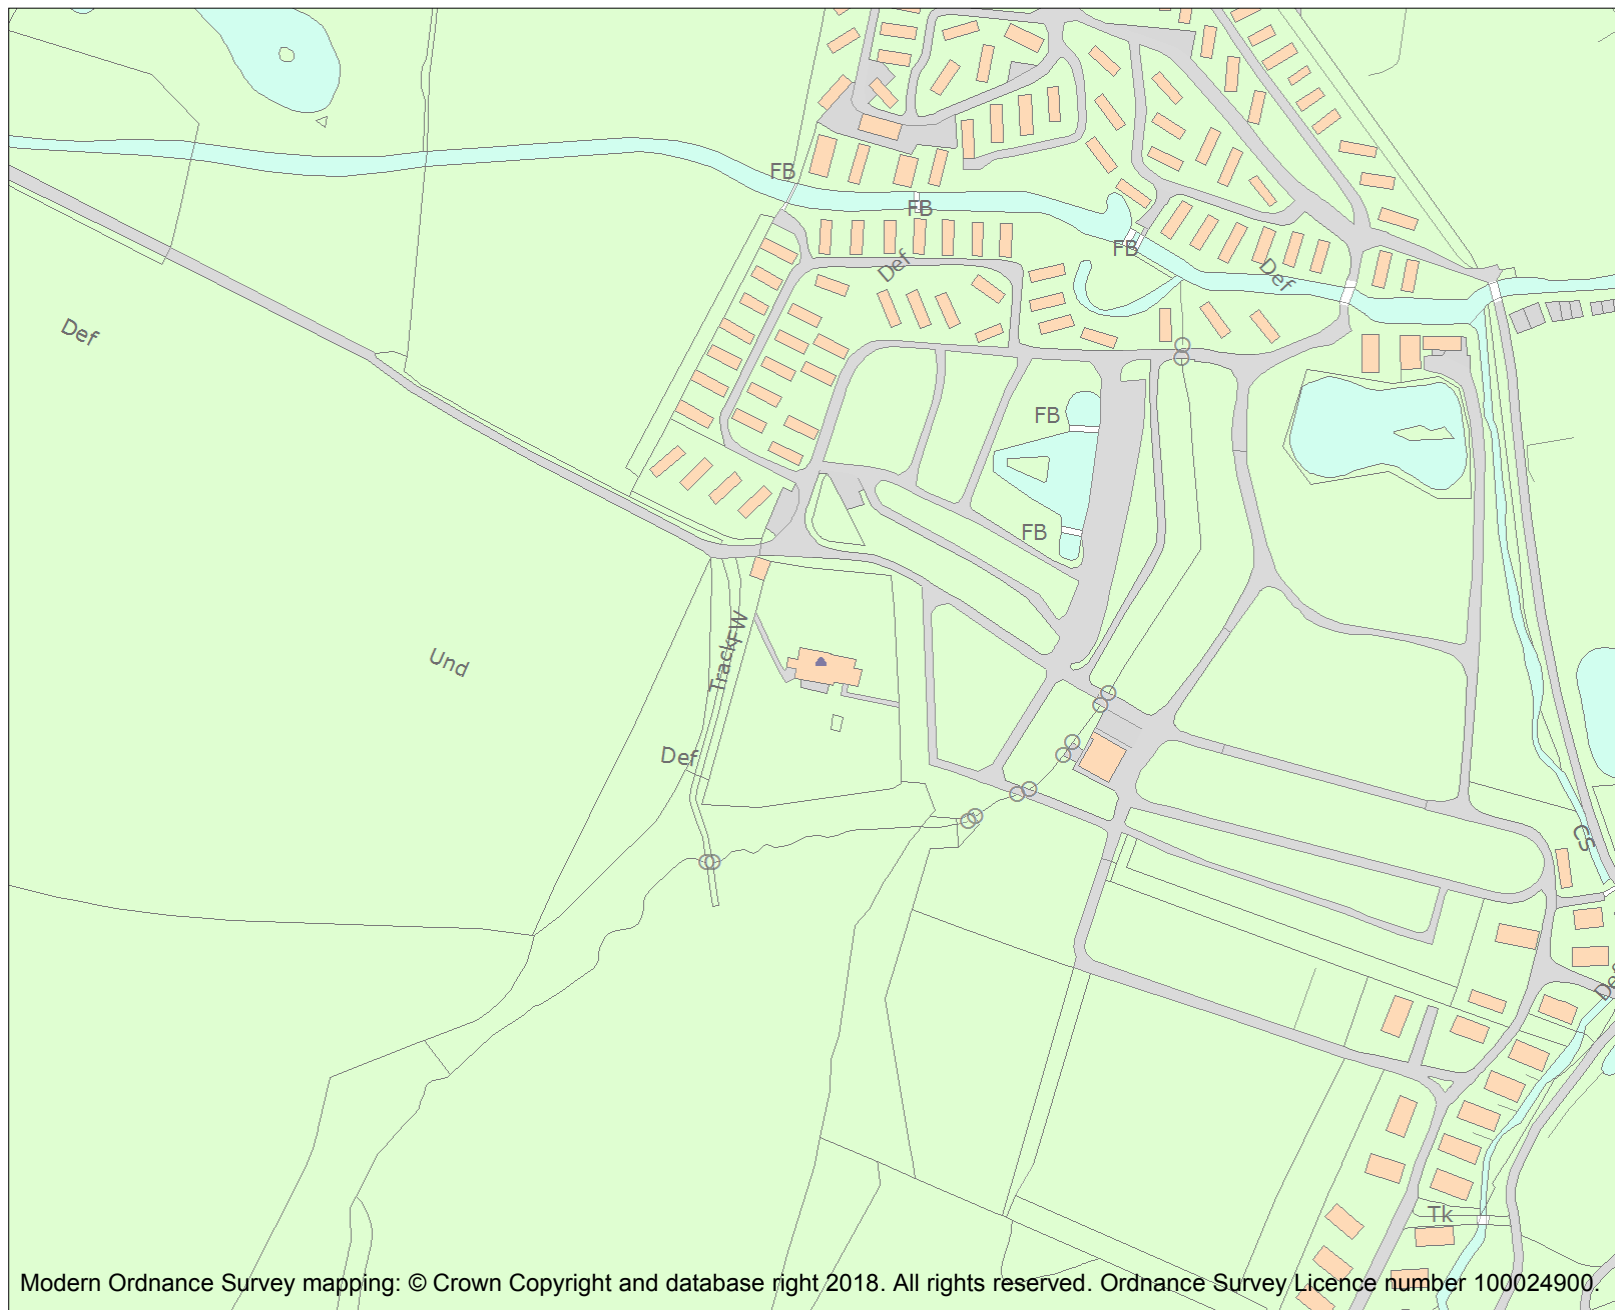 FB
FB
FB
Def
Def
Def
FB
FB
Und
Track
FW
Def
CS
Tk
Modern Ordnance Survey mapping: © Crown Copyright and database right 2018. All rights reserved. Ordnance Survey Licence number 100024900.